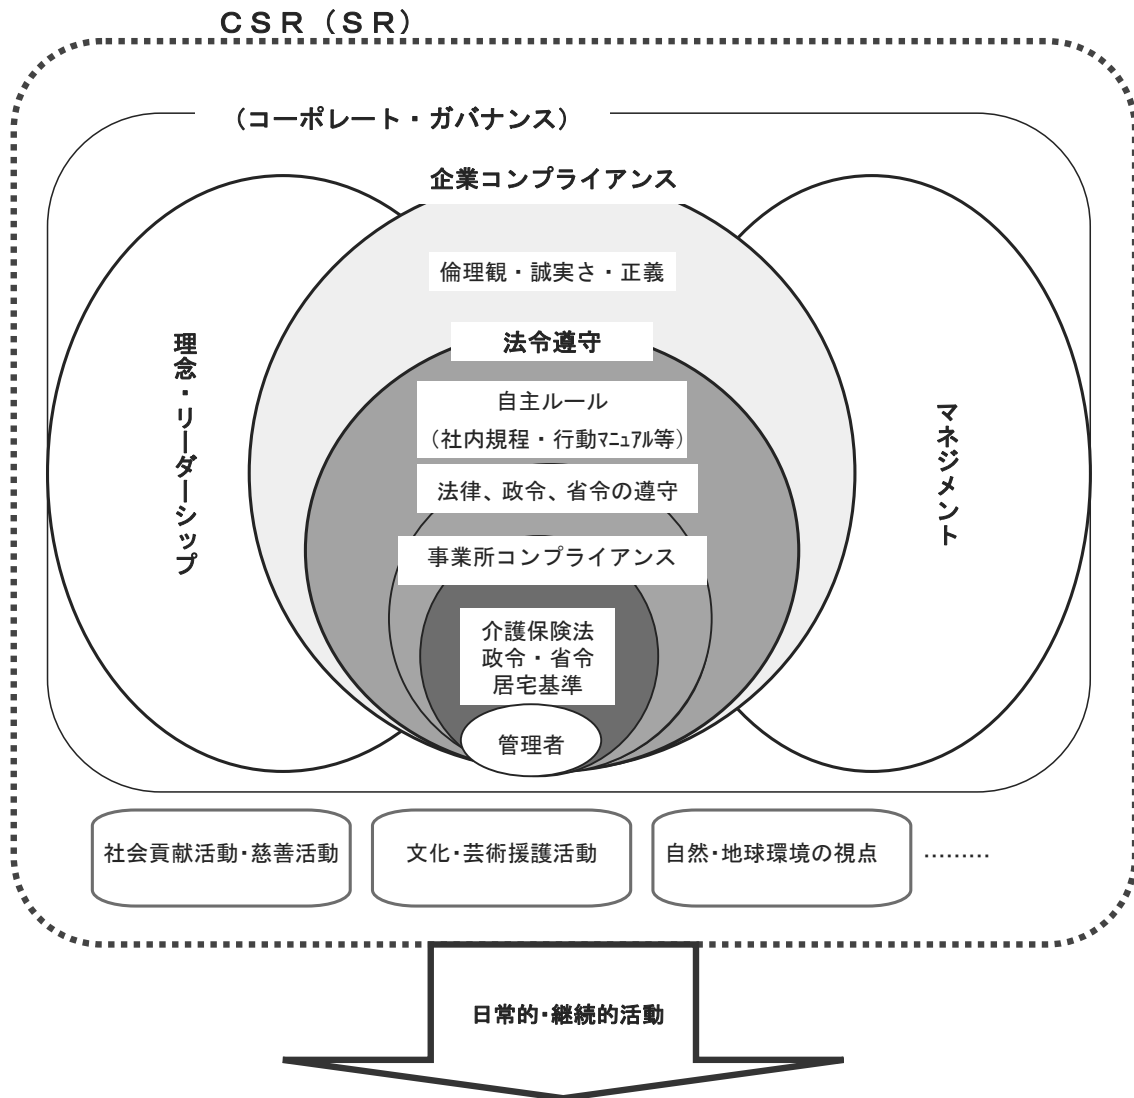 ＣＳＲ（ＳＲ）
（コーポレート・ガバナンス）
企業コンプライアンス
倫理観・誠実さ・正義
法令遵守
自主ルール
（社内規程・行動ﾏﾆｭｱﾙ等）
法律、政令、省令の遵守
事業所コンプライアンス
介護保険法
政令・省令
居宅基準
管理者
理念・リーダーシップ
マネジメント
社会貢献活動・慈善活動
文化・芸術援護活動
自然・地球環境の視点
………
日常的・継続的活動